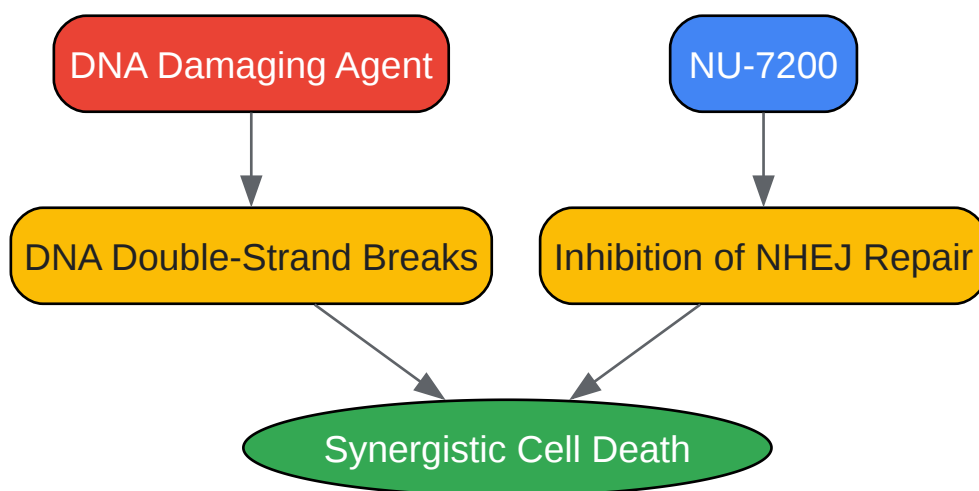 DNA Damaging Agent
NU-7200
DNA Double-Strand Breaks
Inhibition of NHEJ Repair
Synergistic Cell Death